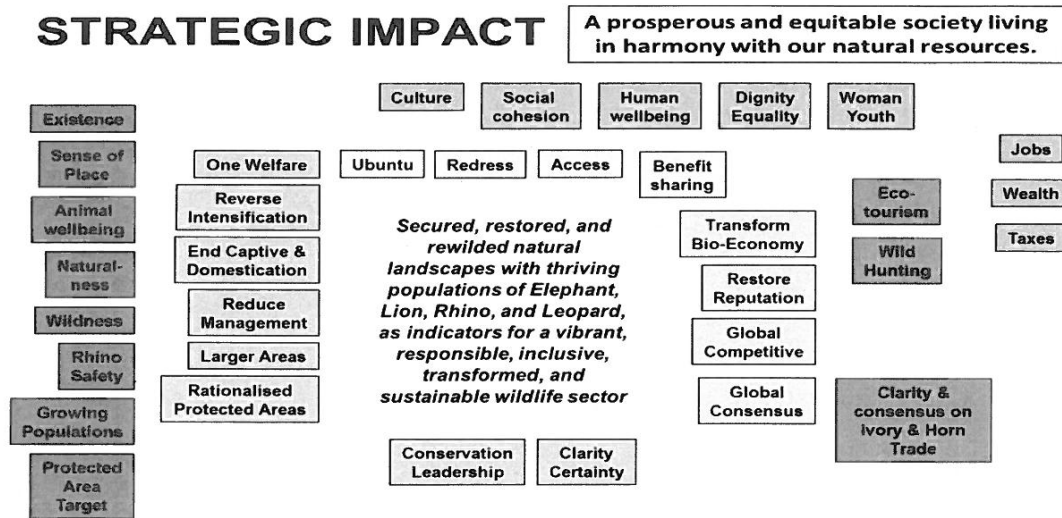 STRATEGIC IMPACT
A prosperous and equitable society living
in harmony with our natural resources.
Culture
Social
cohesion
Human
wellbeing
Dignity
Equality
Woman
Youth
Existence
Sense of
Place
Animal
wellbeing
Natural-
ness
Wildness
Rhino
Safety
Growing
Populations
Protected
Area
Target
One Welfare
Reverse
Intensification
End Captive &
Domestication
Reduce
Management
Larger Areas
Rationalised
Protected Areas
Ubuntu
Redress
Access
Benefit
sharing
Secured, restored, and
rewilded natural
landscapes with thriving
populations of Elephant,
Lion, Rhino, and Leopard,
as indicators for a vibrant,
responsible, inclusive,
transformed, and
sustainable wildlife sector
Conservation
Leadership
Clarity
Certainty
Transform
Bio-Economy
Restore
Reputation
Global
Competitive
Global
Consensus
Eco-
tourism
Wild
Hunting
Clarity &
consensus on
Ivory & Horn
Trade
Jobs
Wealth
Taxes